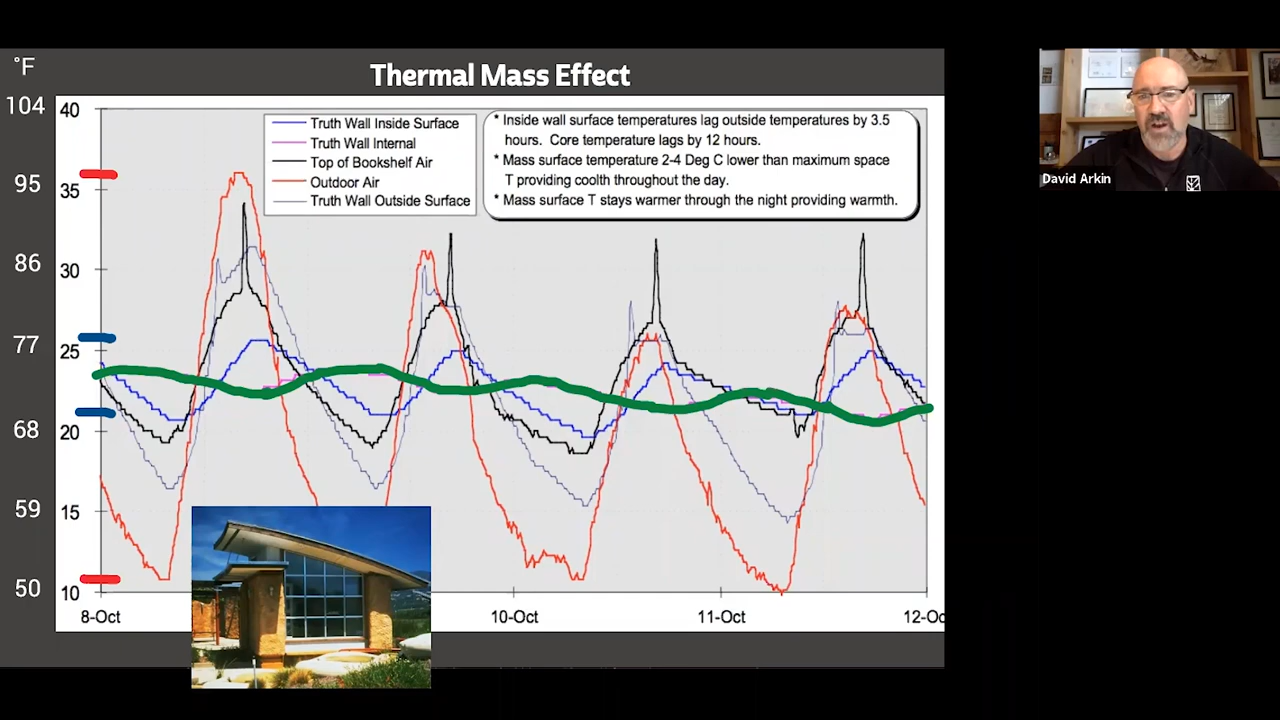 °F
Thermal Mass Effect
104
95
86
77
68
59
50
40
35
30
25
20
15
10
Truth Wall Inside Surface
Truth Wall Internal
Top of Bookshelf Air
Outdoor Air
Truth Wall Outside Surface
* Inside wall surface temperatures lag outside temperatures by 3.5
hours. Core temperature lags by 12 hours.
* Mass surface temperature 2-4 Deg C lower than maximum space
T providing coolth throughout the day.
* Mass surface T stays warmer through the night providing warmth.
8-Oct
10-Oct
11-Oct
12-Oc
David Arkin